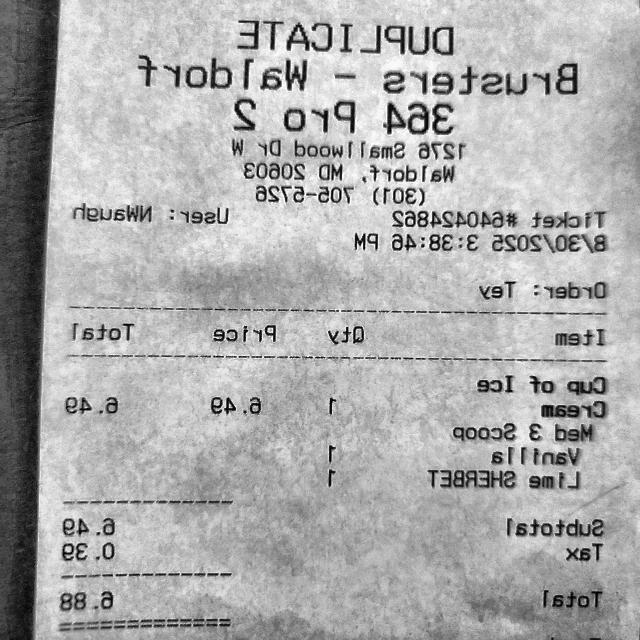 DUPLICATE
Brusters - Waldorf
364 Pro 2
1276 Smallwood Dr W
Waldorf, MD 20603
(301) 705-5726
Ticket #640424862 User: NWaugh
8/30/2025 3:38:46 PM
Order: Tey
Item Qty Price Total
Cup of Ice
Cream 1 6.49 6.49
Med 3 Scoop
Vanilla 1
Lime SHERBET 1
Subtotal 6.49
Tax 0.39
Total 6.88